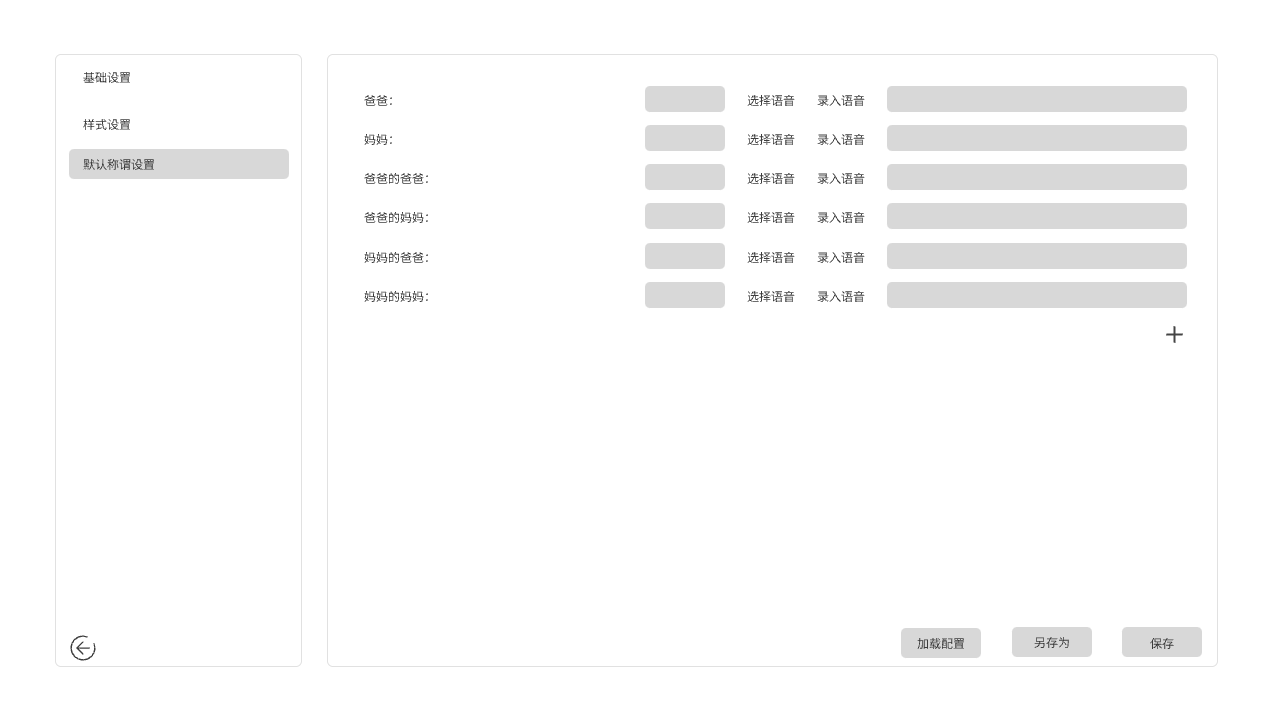 基础设置
样式设置
默认称谓设置
爸爸： 选择语音 录入语音
妈妈： 选择语音 录入语音
爸爸的爸爸： 选择语音 录入语音
爸爸的妈妈： 选择语音 录入语音
妈妈的爸爸： 选择语音 录入语音
妈妈的妈妈： 选择语音 录入语音
加载配置 另存为 保存